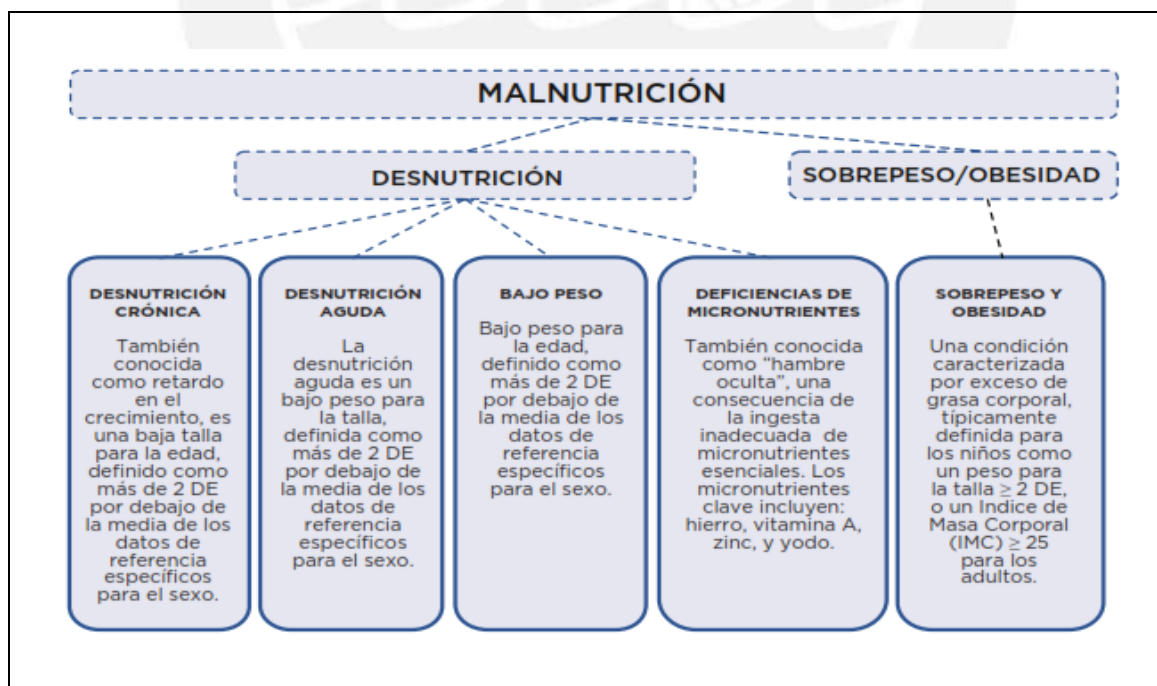 MALNUTRICIÓN
DESNUTRICIÓN
SOBREPESO/OBESIDAD
DESNUTRICIÓN
CRÓNICA
También
conocida
como retardo
en el
crecimiento, es
una baja talla
para la edad,
definido como
más de 2 DE
por debajo de
la media de los
datos de
referencia
específicos
para el sexo.
DESNUTRICIÓN
AGUDA
La
desnutrición
aguda es un
bajo peso para
la talla,
definida como
más de 2 DE
por debajo de
la media de los
datos de
referencia
específicos
para el sexo.
BAJO PESO
Bajo peso para
la edad,
definido como
más de 2 DE
por debajo de
la media de los
datos de
referencia
específicos
para el sexo.
DEFICIENCIAS DE
MICRONUTRIENTES
También conocida
como “hambre
oculta”, una
consecuencia de
la ingesta
inadecuada de
micronutrientes
esenciales. Los
micronutrientes
clave incluyen:
hierro, vitamina A,
zinc, y yodo.
SOBREPESO Y
OBESIDAD
Una condición
caracterizada
por exceso de
grasa corporal,
típicamente
definida para
los niños como
un peso para
la talla ≥ 2 DE,
o un Indice de
Masa Corporal
(IMC) ≥ 25
para los
adultos.